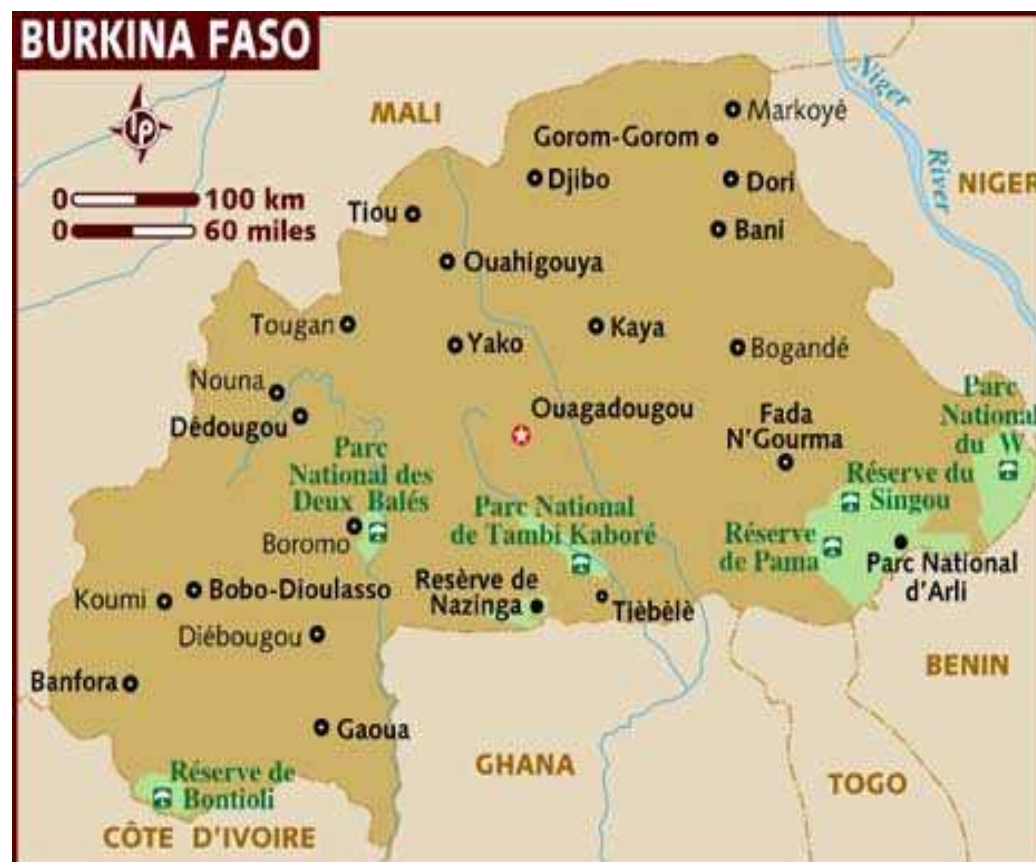 BURKINA FASO
lp
MALI
Niger
River
NIGER
0 100 km
0 60 miles
Markoyé
Gorom-Gorom
Djibo
Dori
Tiou
Bani
Ouahigouya
Tougan
Yako
Kaya
Bogandé
Nouna
Dédougou
Ouagadougou
Fada
N'Gourma
Parc
National
du W
Parc
National des
Deux Balés
Parc National
de Tambi Kaboré
Réserve du
Singou
Réserve
de Pama
Boromo
Parc National
d'Arli
Koumi
Bobo-Dioulasso
Resèrve de
Nazinga
Tièbèlè
Diébougou
Banfora
Gaoua
BENIN
GHANA
TOGO
Réserve de
Bontioli
CÔTE D'IVOIRE